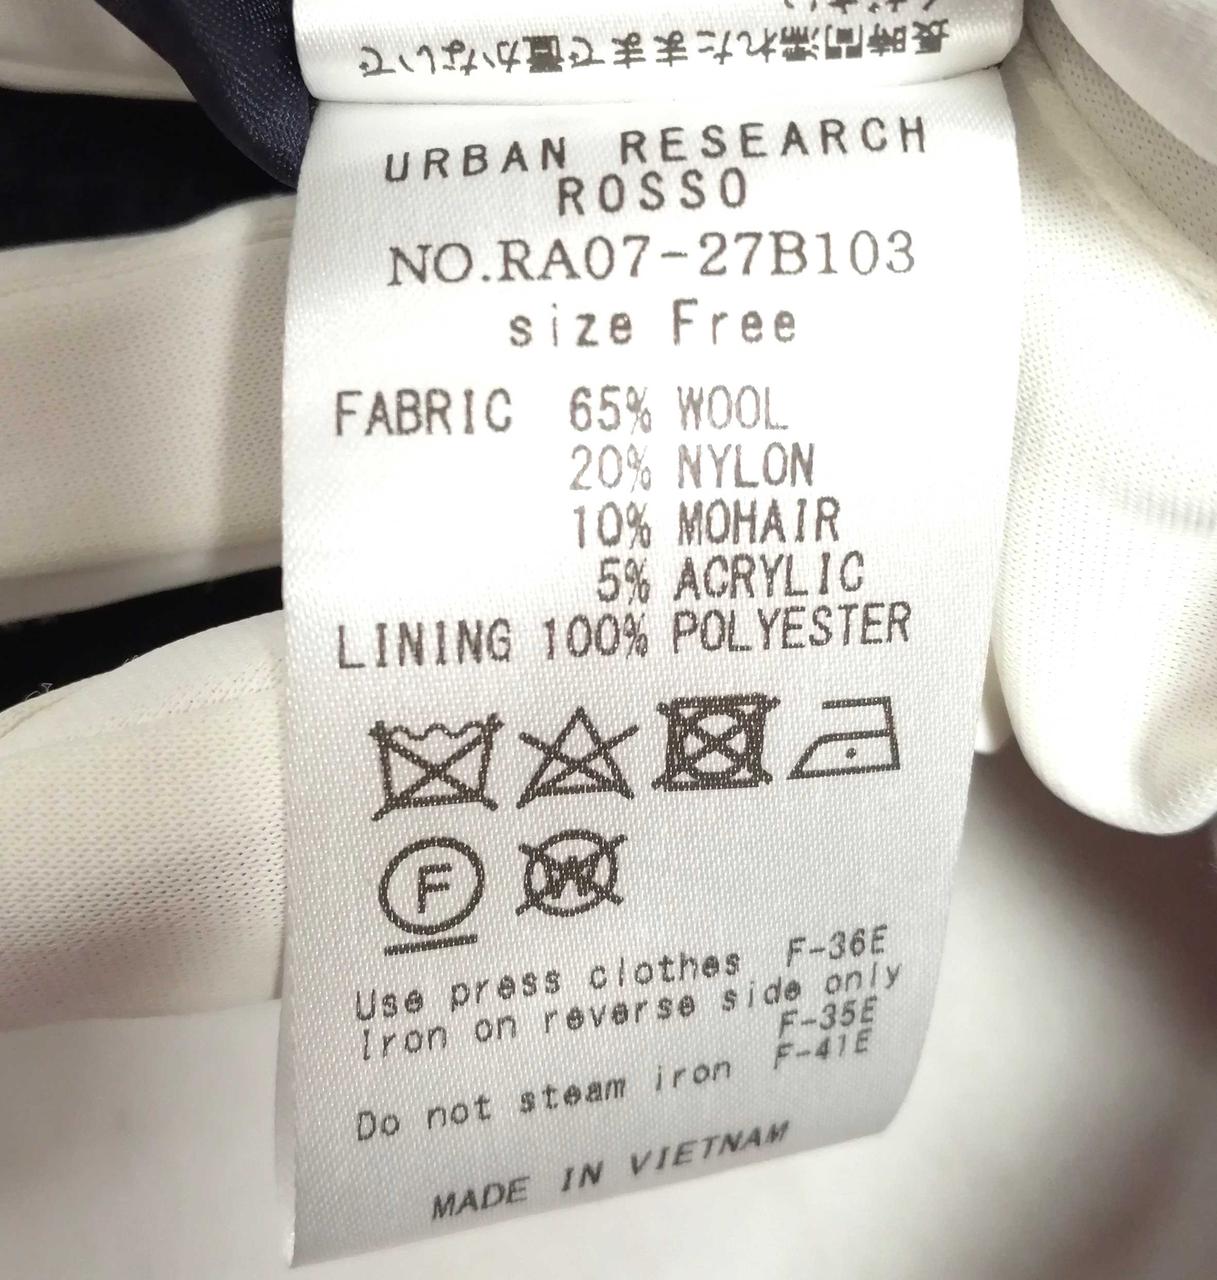 長時間濡れたままで置かないで
URBAN RESEARCH
ROSSO
NO.RA07-27B103
size Free
FABRIC 65% WOOL
20% NYLON
10% MOHAIR
5% ACRYLIC
LINING 100% POLYESTER
F
W
Use press clothes F-36E
Iron on reverse side only
F-35E
Do not steam iron F-41E
MADE IN VIETNAM